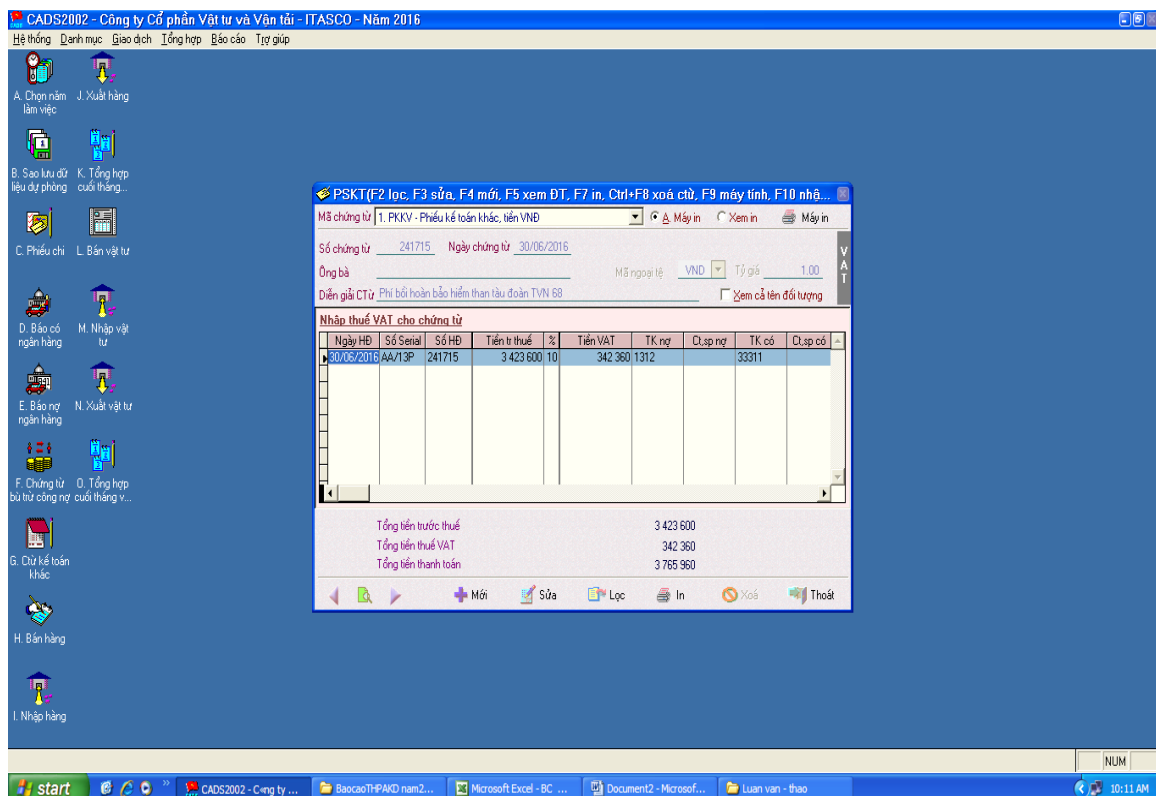 CADS2002 - Công ty Cổ phần Vật tư và Vận tải - ITASCO - Năm 2016
Hệ thống Danh mục Giao dịch Tổng hợp Báo cáo Trợ giúp
A. Chọn năm làm việc
J. Xuất hàng
B. Sao lưu dữ liệu dự phòng
K. Tổng hợp cuối tháng...
C. Phiếu chi
L. Bán vật tư
D. Báo có ngân hàng
M. Nhập vật tư
E. Báo nợ ngân hàng
N. Xuất vật tư
F. Chứng từ bù trừ công nợ
O. Tổng hợp cuối tháng v...
G. Ctừ kế toán khác
H. Bán hàng
I. Nhập hàng
PSKT(F2 lọc, F3 sửa, F4 mới, F5 xem ĐT, F7 in, Ctrl+F8 xoá ctừ, F9 máy tính, F10 nhậ...
Mã chứng từ 1. PKKV - Phiếu kế toán khác, tiền VNĐ A. Máy in Xem in Máy in
Số chứng từ 241715 Ngày chứng từ 30/06/2016
Ông bà Mã ngoại tệ VND Tỷ giá 1.00
Diễn giải CTừ Phí bồi hoàn bảo hiểm than tàu đoàn TVN 68 Xem cả tên đối tượng
VAT
Nhập thuế VAT cho chứng từ
Ngày HĐ Số Serial Số HĐ Tiền tr thuế % Tiền VAT TK nợ Ct,sp nợ TK có Ct,sp có
30/06/2016 AA/13P 241715 3 423 600 10 342 360 1312 33311
Tổng tiền trước thuế 3 423 600
Tổng tiền thuế VAT 342 360
Tổng tiền thanh toán 3 765 960
Mới Sửa Lọc In Xoá Thoát
NUM
start CADS2002 - C«ng ty ... BaocaoTHPAKD nam2... Microsoft Excel - BC ... Document2 - Microsof... Luan van - thao 10:11 AM